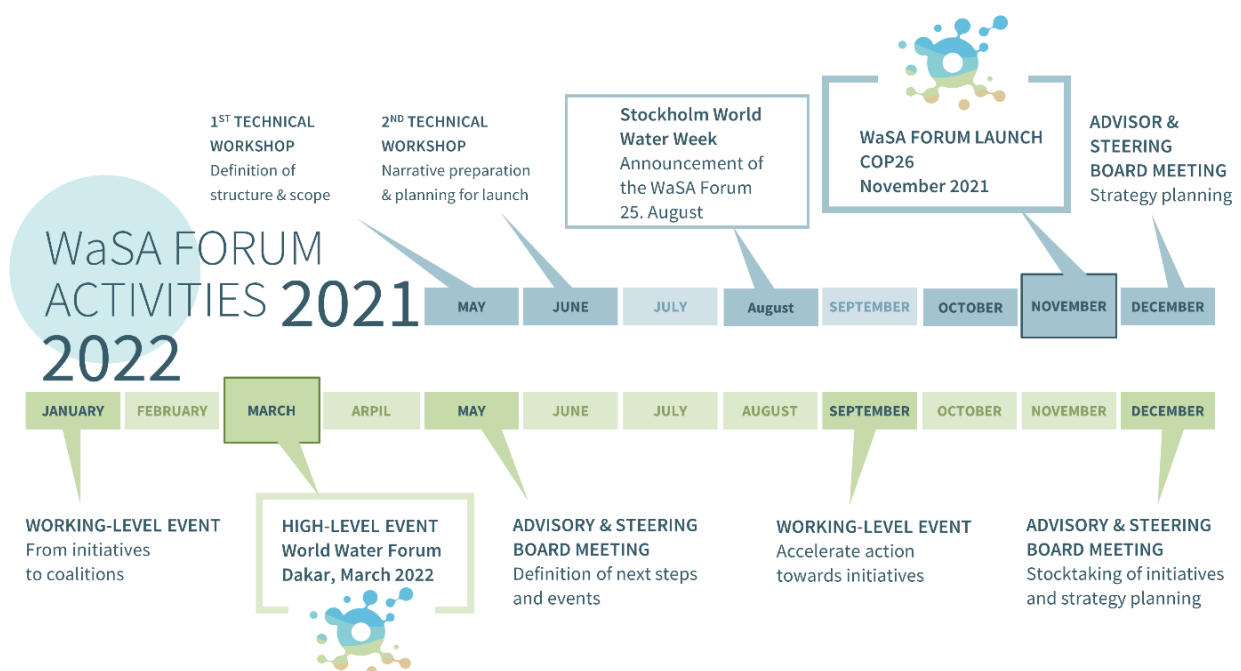 1ST TECHNICAL
WORKSHOP
Definition of
structure & scope
2ND TECHNICAL
WORKSHOP
Narrative preparation
& planning for launch
Stockholm World
Water Week
Announcement of
the WaSA Forum
25. August
WaSA FORUM LAUNCH
COP26
November 2021
ADVISOR &
STEERING
BOARD MEETING
Strategy planning
WaSA FORUM
ACTIVITIES 2021
MAY
JUNE
JULY
August
SEPTEMBER
OCTOBER
NOVEMBER
DECEMBER
2022
JANUARY
FEBRUARY
MARCH
ARPIL
MAY
JUNE
JULY
AUGUST
SEPTEMBER
OCTOBER
NOVEMBER
DECEMBER
WORKING-LEVEL EVENT
From initiatives
to coalitions
HIGH-LEVEL EVENT
World Water Forum
Dakar, March 2022
ADVISORY & STEERING
BOARD MEETING
Definition of next steps
and events
WORKING-LEVEL EVENT
Accelerate action
towards initiatives
ADVISORY & STEERING
BOARD MEETING
Stocktaking of initiatives
and strategy planning